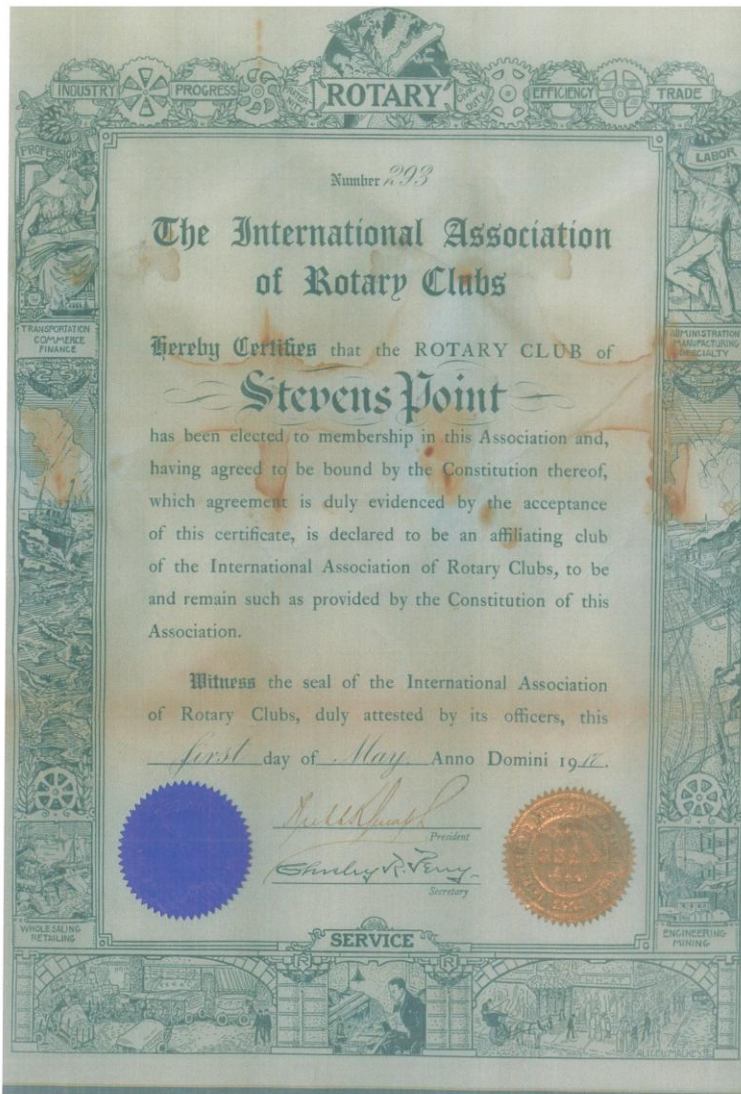 INDUSTRY PROGRESS ROTARY CIVIC DUTY EFFICIENCY TRADE
PROFESSION
LABOR
Number 293
The International Association
of Rotary Clubs
TRANSPORTATION
COMMERCE
FINANCE
ADMINISTRATION
MANUFACTURING
SPECIALTY
Hereby Certifies that the ROTARY CLUB of
Stevens Point
has been elected to membership in this Association and,
having agreed to be bound by the Constitution thereof,
which agreement is duly evidenced by the acceptance
of this certificate, is declared to be an affiliating club
of the International Association of Rotary Clubs, to be
and remain such as provided by the Constitution of this
Association.
Witness the seal of the International Association
of Rotary Clubs, duly attested by its officers, this
first day of May. Anno Domini 19
President
Chesley R. Perry
Secretary
WHOLESALING
RETAILING
ENGINEERING
MINING
SERVICE
R
R